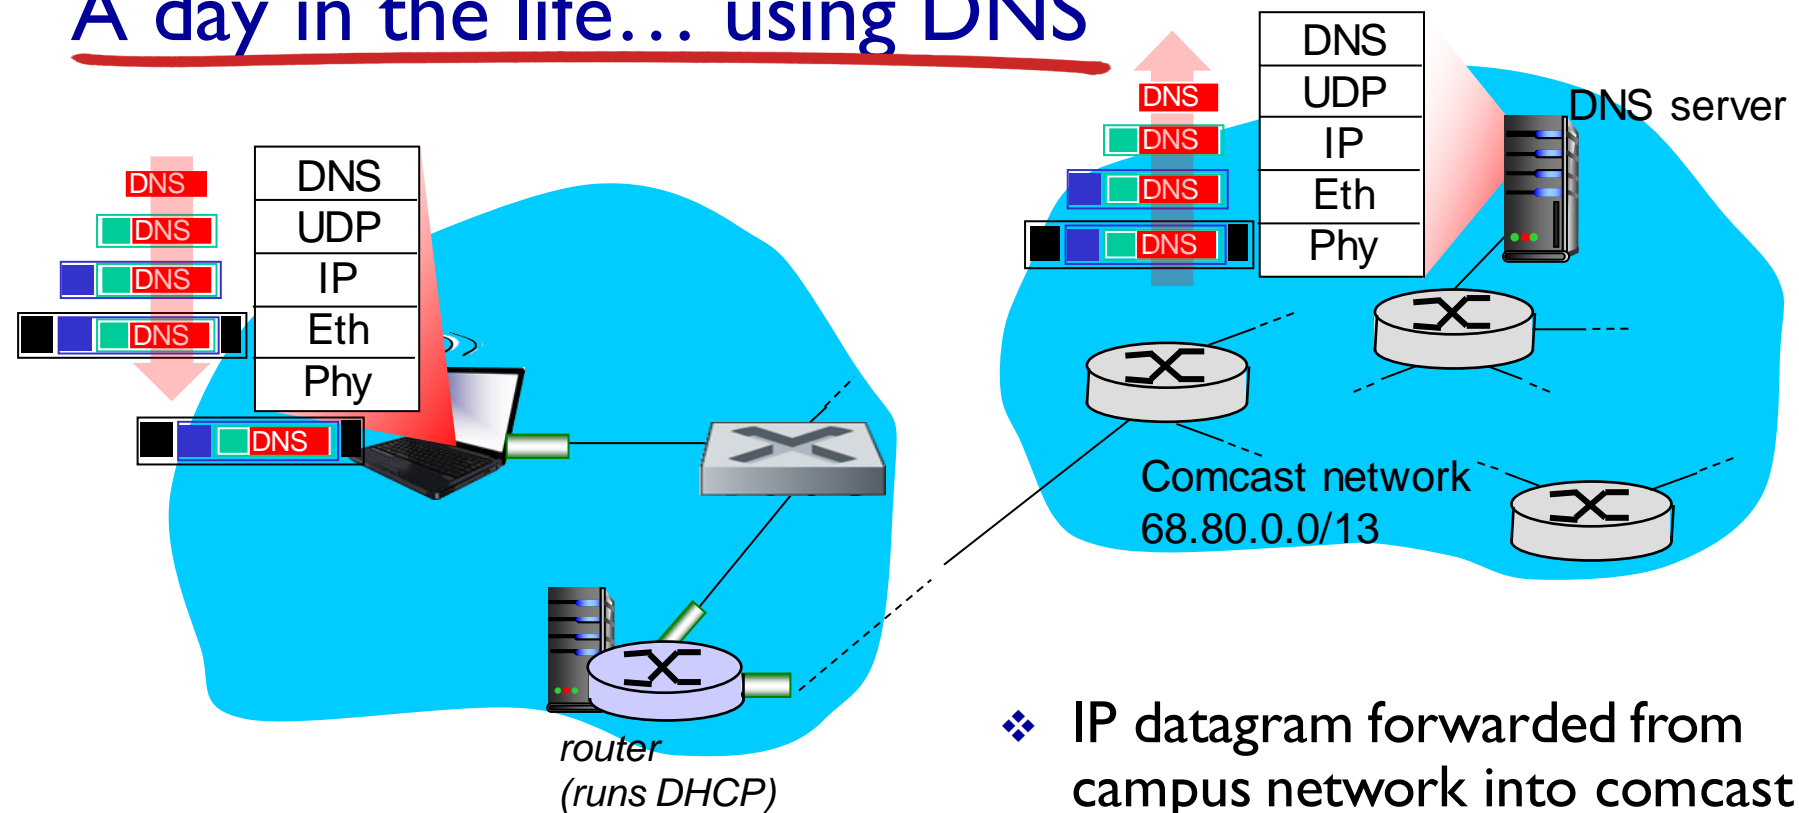 A day in the life… using DNS
DNS
UDP
IP
Eth
Phy
DNS
DNS
DNS
DNS
DNS
DNS
UDP
IP
Eth
Phy
DNS
DNS
DNS
DNS
DNS server
Comcast network
68.80.0.0/13
router
(runs DHCP)
IP datagram forwarded from
campus network into comcast